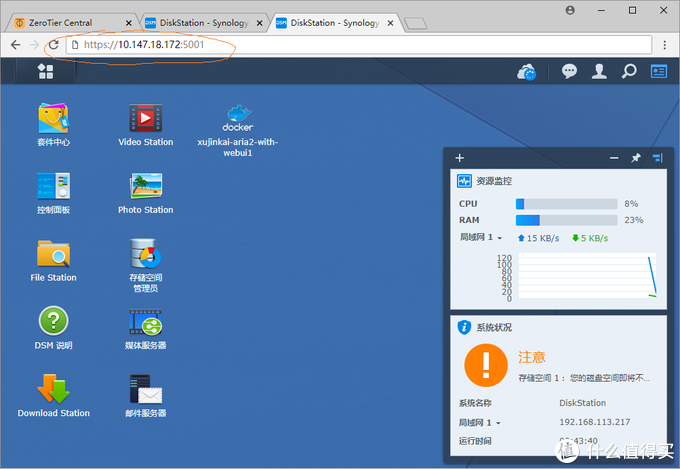 ZeroTier Central
DSM
DiskStation - Synology
DSM
DiskStation - Synology
https://10.147.18.172:5001
套件中心
Video Station
docker
xujinkai-aria2-with-webui1
控制面板
Photo Station
File Station
存储空间
管理员
DSM 说明
媒体服务器
Download Station
邮件服务器
资源监控
CPU
8%
RAM
23%
局域网 1
15 KB/s
5 KB/s
120
100
80
60
40
20
0
系统状况
注意
存储空间 1： 您的磁盘空间即将不...
系统名称
DiskStation
局域网 1
192.168.113.217
运行时间
:43:40
值 什么值得买